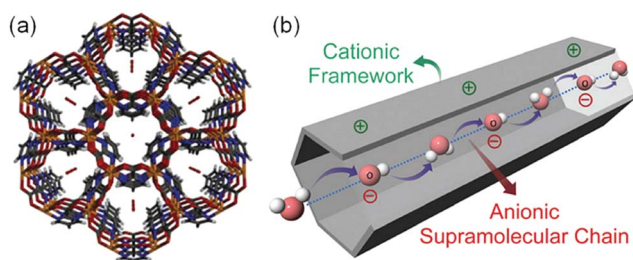 (a)
(b)
Cationic
Framework
+
+
+
O
−
O
−
O
−
Anionic
Supramolecular Chain